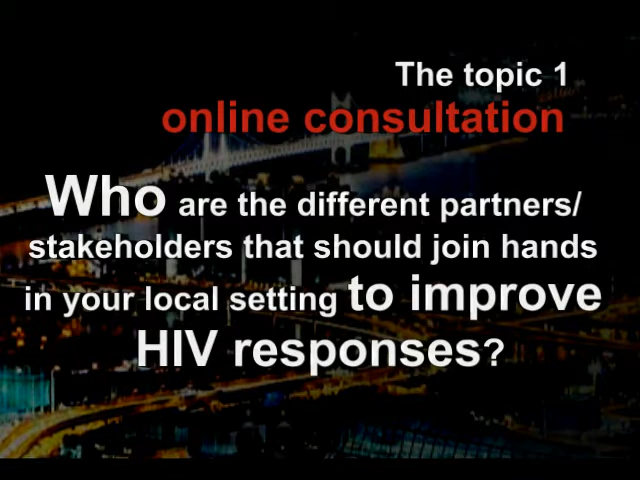 The topic 1
online consultation
Who are the different partners/
stakeholders that should join hands
in your local setting to improve
HIV responses?